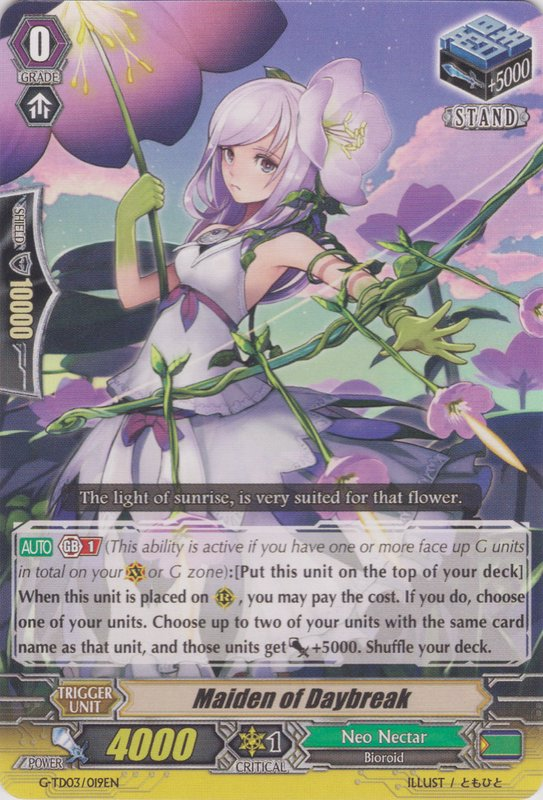 0
GRADE
+5000
STAND
SHIELD
10000
The light of sunrise, is very suited for that flower.
AUTO GB 1 (This ability is active if you have one or more face up G units
in total on your V or G zone):[Put this unit on the top of your deck]
When this unit is placed on R, you may pay the cost. If you do, choose
one of your units. Choose up to two of your units with the same card
name as that unit, and those units get +5000. Shuffle your deck.
TRIGGER
UNIT
Maiden of Daybreak
POWER
4000
1
CRITICAL
Neo Nectar
Bioroid
G-TD03/019EN
ILLUST / ともひと